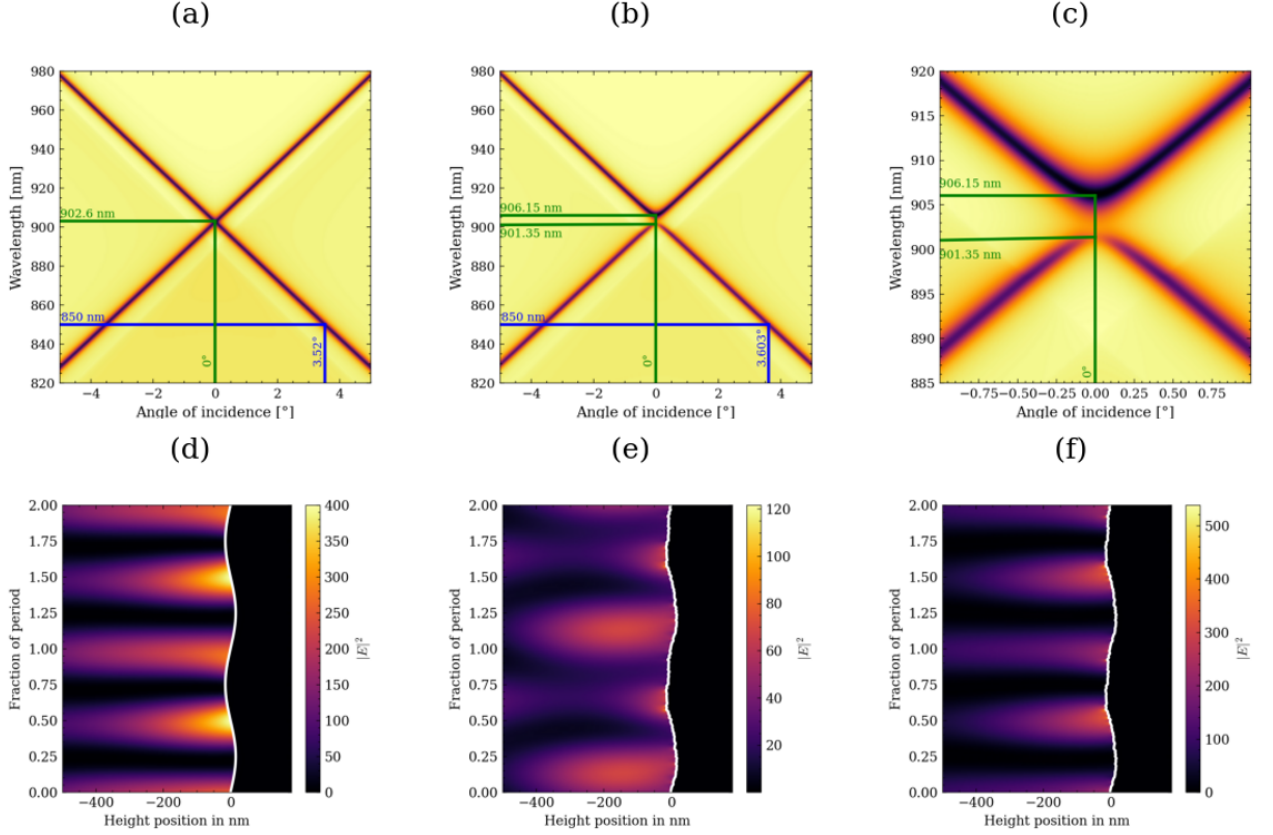 (a)
980
960
940
920
900
880
860
840
820
Wavelength [nm]
902.6 nm
850 nm
0°
3.52°
−4 −2 0 2 4
Angle of incidence [°]
(b)
980
960
940
920
900
880
860
840
820
Wavelength [nm]
906.15 nm
901.35 nm
850 nm
0°
3.603°
−4 −2 0 2 4
Angle of incidence [°]
(c)
920
915
910
905
900
895
890
885
Wavelength [nm]
906.15 nm
901.35 nm
0°
−0.75−0.50−0.25 0.00 0.25 0.50 0.75
Angle of incidence [°]
(d)
2.00
1.75
1.50
1.25
1.00
0.75
0.50
0.25
0.00
Fraction of period
−400 −200 0
Height position in nm
400
350
300
250
200
150
100
50
0
|E|²
(e)
2.00
1.75
1.50
1.25
1.00
0.75
0.50
0.25
0.00
Fraction of period
−400 −200 0
Height position in nm
120
100
80
60
40
20
|E|²
(f)
2.00
1.75
1.50
1.25
1.00
0.75
0.50
0.25
0.00
Fraction of period
−400 −200 0
Height position in nm
500
400
300
200
100
0
|E|²